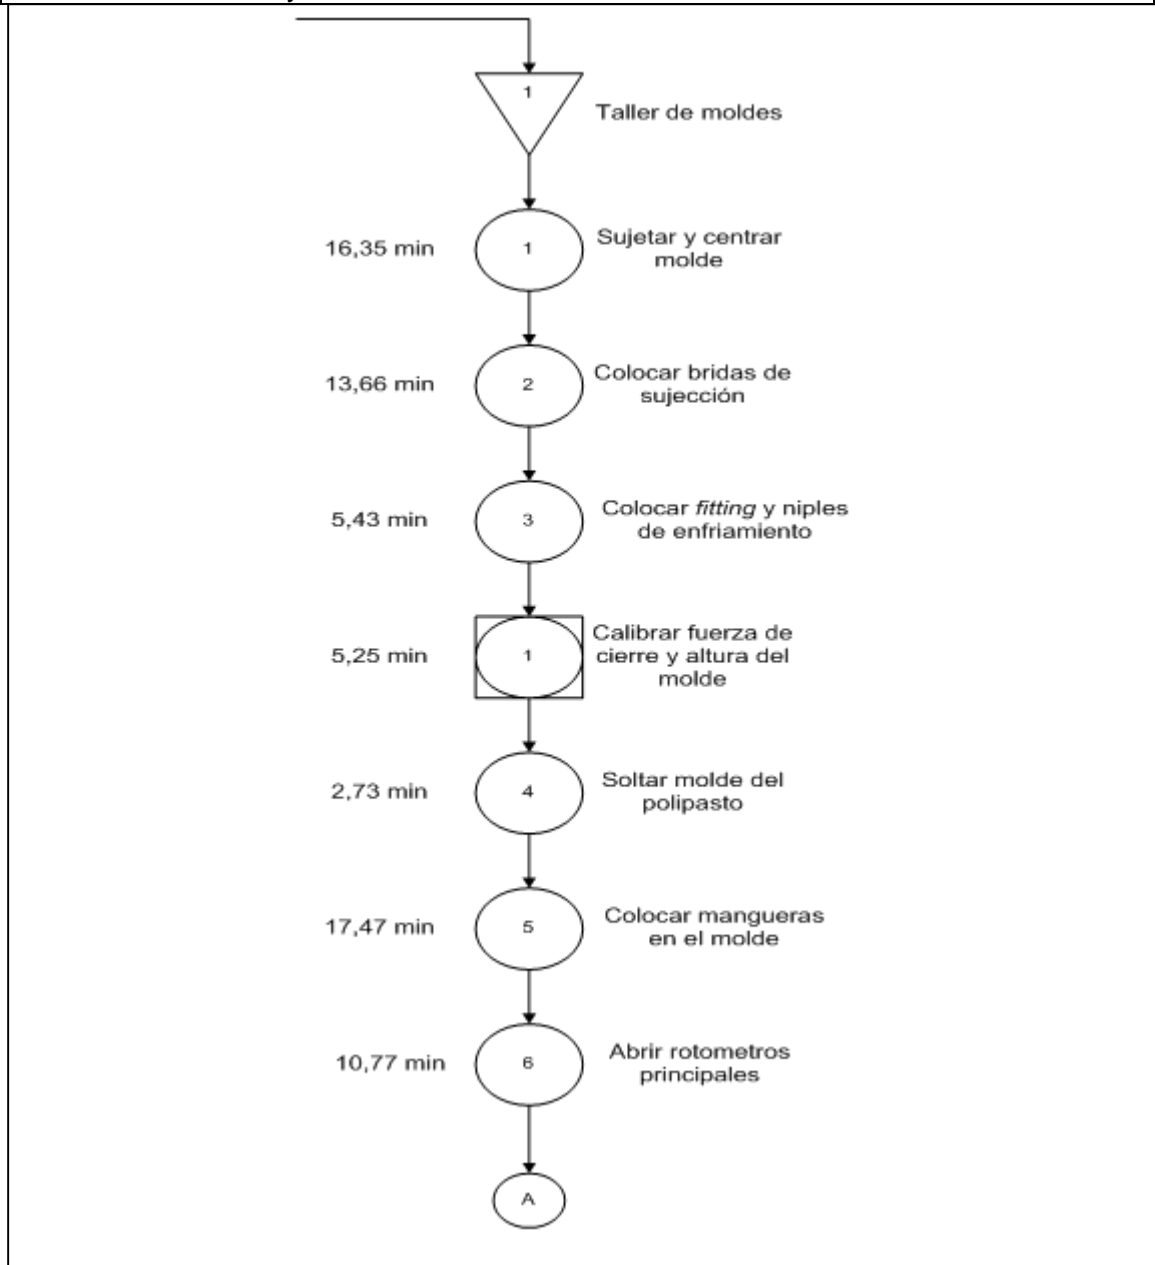 1
Taller de moldes
16,35 min
1
Sujetar y centrar
molde
13,66 min
2
Colocar bridas de
sujección
5,43 min
3
Colocar fitting y niples
de enfriamiento
5,25 min
1
Calibrar fuerza de
cierre y altura del
molde
2,73 min
4
Soltar molde del
polipasto
17,47 min
5
Colocar mangueras
en el molde
10,77 min
6
Abrir rotometros
principales
A